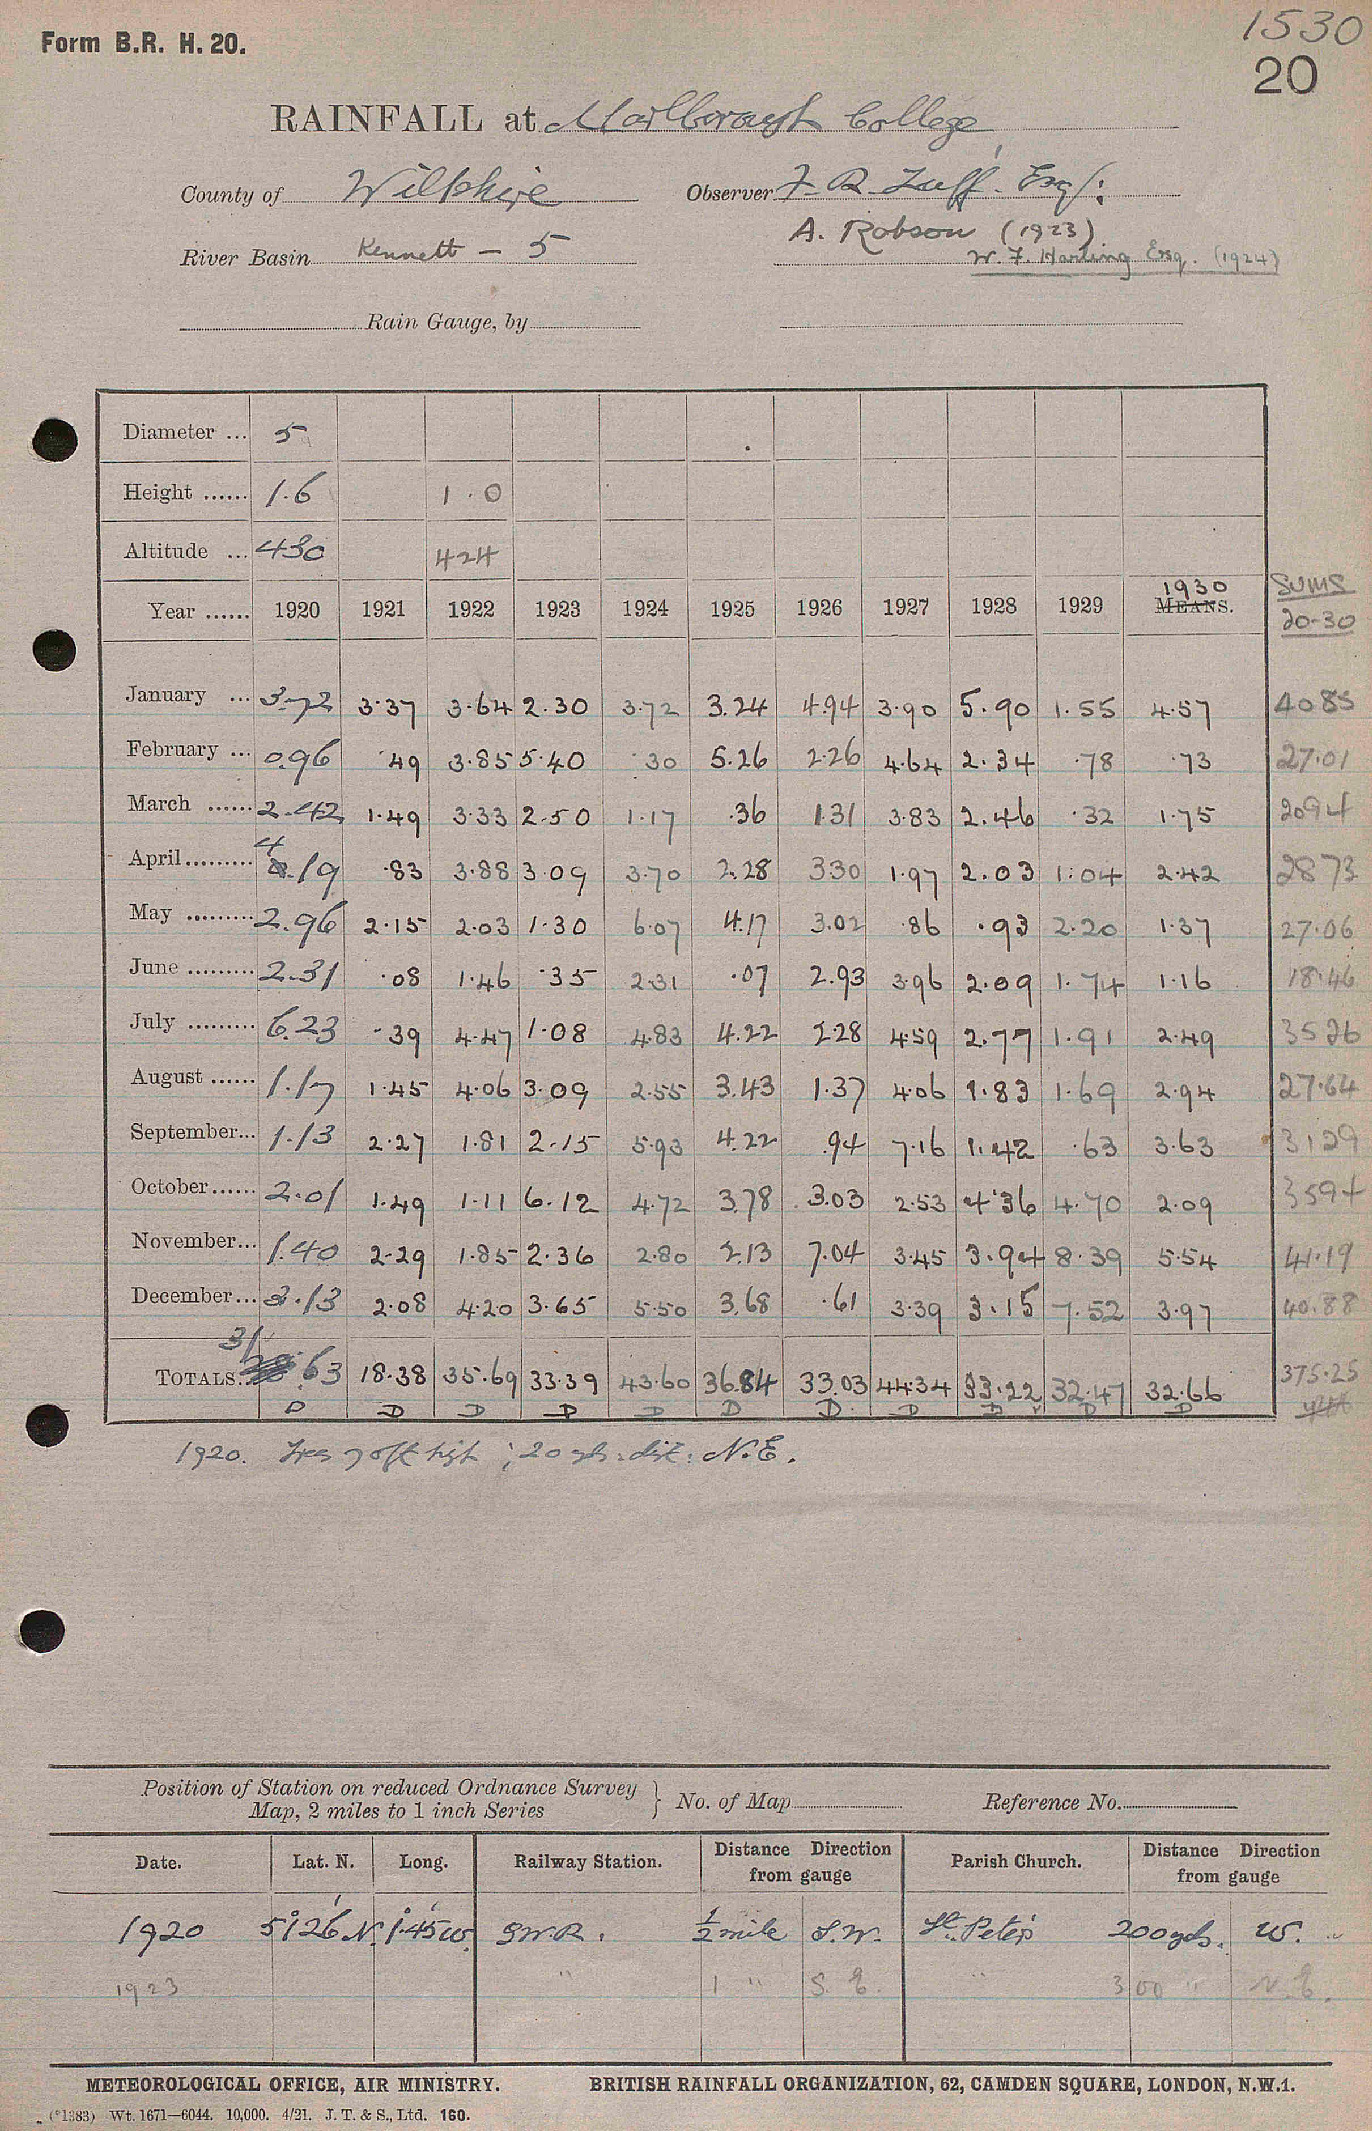 1530
Form B.R. H. 20.
20
RAINFALL at Marlborough College
County of Wiltshire Observer F. R. Esq:
A. Robson (1923)
River Basin Kennett — 5 W. F. Harling Esq. (1924)
Rain Gauge, by
Diameter ... 5
Height ...... 1.6 1.0
Altitude ... 430 424
Year ...... 1920 1921 1922 1923 1924 1925 1926 1927 1928 1929 1930 MEANS. SUMS 20-30
January ... 3.72 3.37 3.64 2.30 3.72 3.24 4.94 3.90 5.90 1.55 4.57 40.85
February ... 0.96 .49 3.85 5.40 .30 5.26 2.26 4.64 2.34 .78 .73 27.01
March ...... 2.42 1.49 3.33 2.50 1.17 .36 1.31 3.83 2.46 .32 1.75 2094
April ......... 4.19 .83 3.88 3.09 3.70 2.28 3.30 1.97 2.03 1.04 2.42 2873
May ......... 2.96 2.15 2.03 1.30 6.07 4.17 3.02 .86 .93 2.20 1.37 27.06
June ......... 2.31 .08 1.46 .35 2.31 .07 2.93 3.96 2.09 1.74 1.16 18.46
July ......... 6.23 .39 4.47 1.08 4.83 4.22 2.28 4.59 2.77 1.91 2.49 3526
August ...... 1.17 1.45 4.06 3.09 2.55 3.43 1.37 4.06 1.83 1.69 2.94 27.64
September... 1.13 2.27 1.81 2.15 5.93 4.22 .94 7.16 1.42 .63 3.63 3129
October ...... 2.01 1.49 1.11 6.12 4.72 3.78 3.03 2.53 4.36 4.70 2.09 3594
November... 1.40 2.29 1.85 2.36 2.80 2.13 7.04 3.45 3.94 8.39 5.54 41.19
December... 3.13 2.08 4.20 3.65 5.50 3.68 .61 3.39 3.15 7.52 3.97 40.88
TOTALS. 31.63 18.38 35.69 33.39 43.60 36.84 33.03 44.34 33.22 32.47 32.66 375.25
D D D D D D D D D D D
1920. Tree 70ft high ; 20 yds. dist: N.E.
Position of Station on reduced Ordnance Survey
Map, 2 miles to 1 inch Series } No. of Map Reference No.
Date. Lat. N. Long. Railway Station. Distance Direction from gauge Parish Church. Distance Direction from gauge
1920 51°26' N. 1°45' W. G.W.R. ½ mile S.W. St. Peter's 200 yds. W.
1923 " 1 " S. E. " 300 " N. E.
METEOROLOGICAL OFFICE, AIR MINISTRY. BRITISH RAINFALL ORGANIZATION, 62, CAMDEN SQUARE, LONDON, N.W.1.
(*1383) Wt. 1671—6044. 10,000. 4/21. J. T. & S., Ltd. 160.